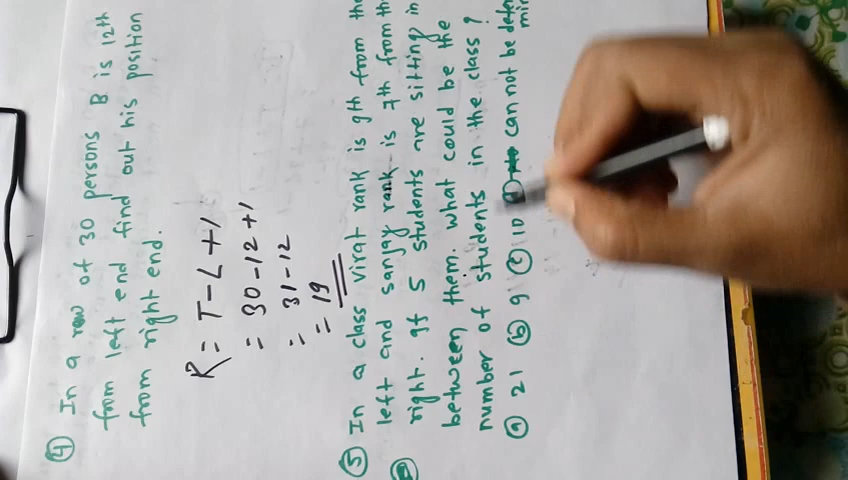 ④ In a row of 30 persons B is 12th
from left end find out his position
from right end.
R = T-L+1
= 30-12+1
= 31-12
= 19
⑤ In a class virat rank is 9th from the
left and sanjay rank is 7th from th
right. If 5 students are sitting in
between them. what could be the
number of students in the class?
ⓐ 21 ⓑ 9 ⓒ 10 ⓓ can not be deter
min